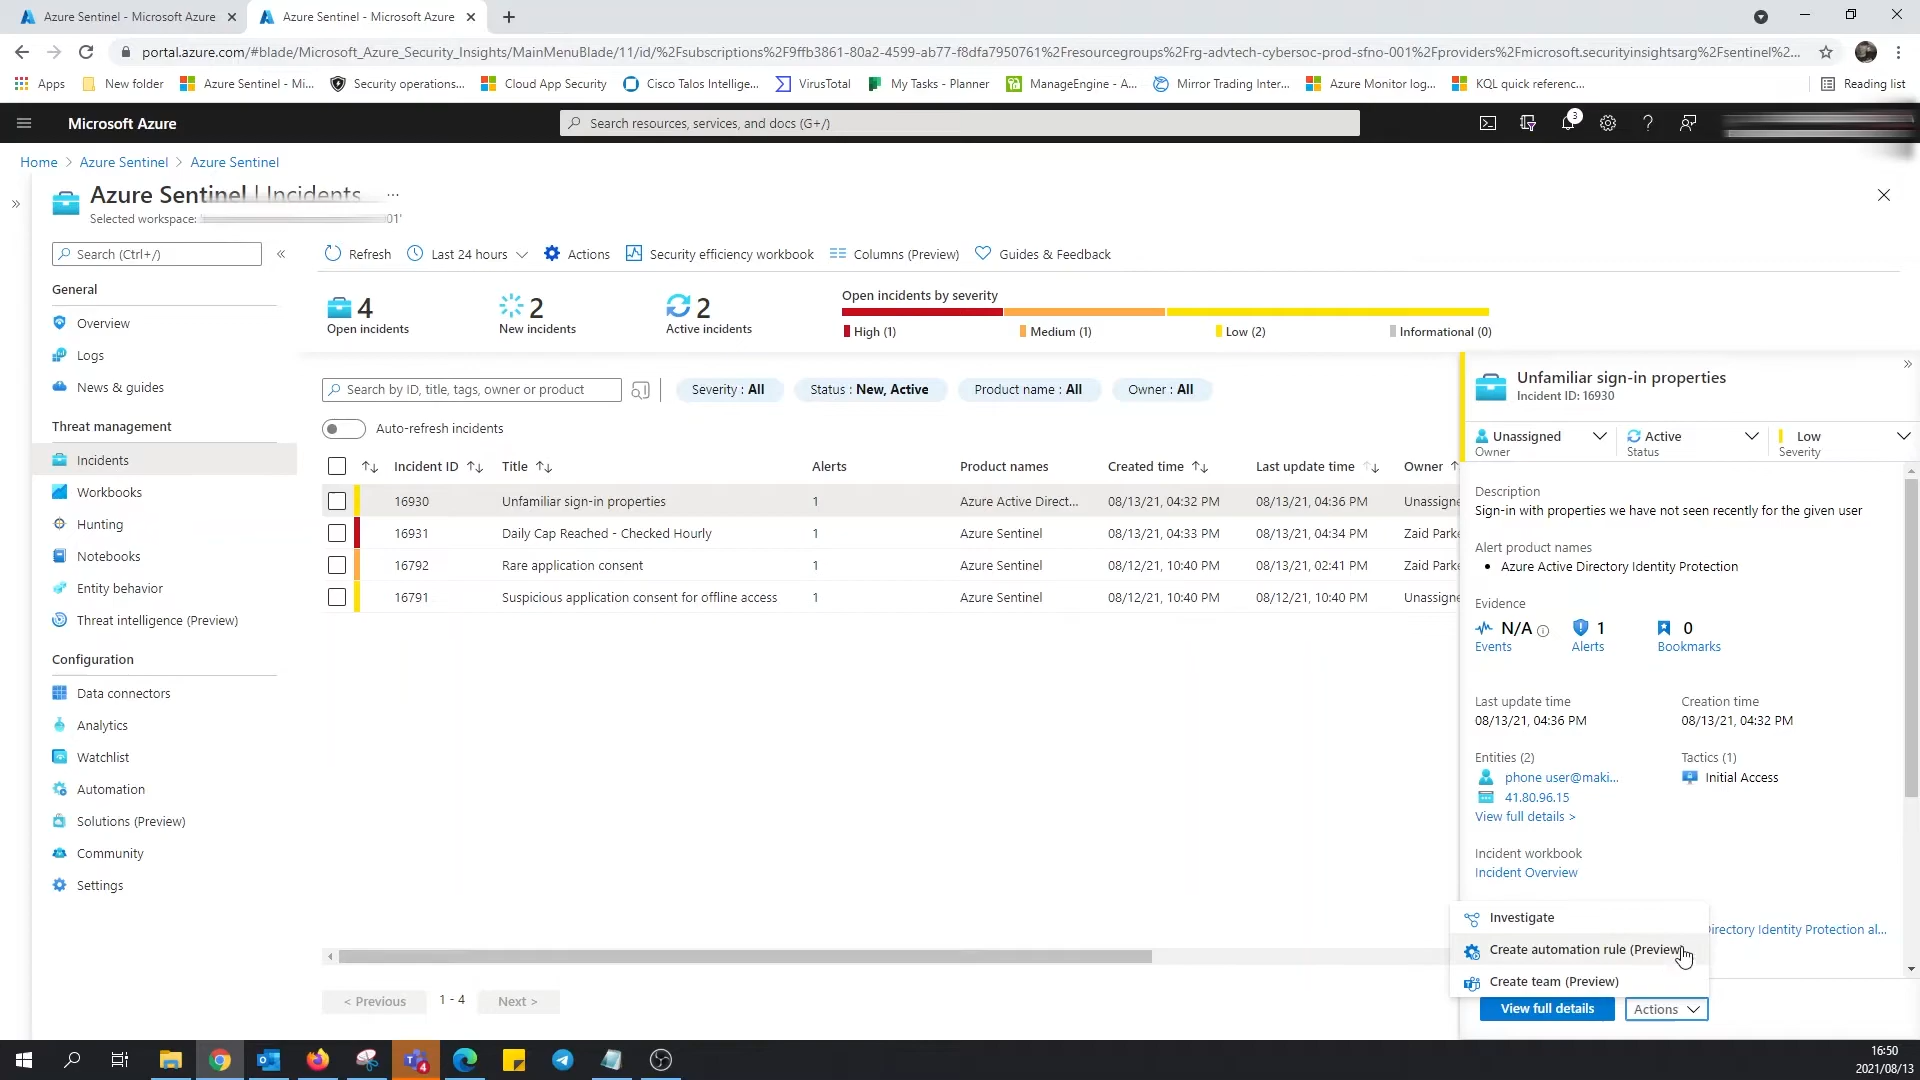 Azure Sentinel - Microsoft Azure
Azure Sentinel - Microsoft Azure
portal.azure.com/#blade/Microsoft_Azure_Security_Insights/MainMenuBlade/11/id/%2Fsubscriptions%2F9ffb3861-80a2-4599-ab77-f8dfa7950761%2Fresourcegroups%2Frg-advtech-cybersoc-prod-sfno-001%2Fproviders%2Fmicrosoft.securityinsightsarg%2Fsentinel%2...
Apps
New folder
Azure Sentinel - Mi...
Security operations...
Cloud App Security
Cisco Talos Intellige...
VirusTotal
My Tasks - Planner
ManageEngine - A...
Mirror Trading Inter...
Azure Monitor log...
KQL quick referenc...
Reading list
Microsoft Azure
Search resources, services, and docs (G+/)
3
Home > Azure Sentinel > Azure Sentinel
Azure Sentinel | Incidents ...
Selected workspace: 01'
Search (Ctrl+/)
Refresh
Last 24 hours
Actions
Security efficiency workbook
Columns (Preview)
Guides & Feedback
General
Overview
Logs
News & guides
Threat management
Incidents
Workbooks
Hunting
Notebooks
Entity behavior
Threat intelligence (Preview)
Configuration
Data connectors
Analytics
Watchlist
Automation
Solutions (Preview)
Community
Settings
4
Open incidents
2
New incidents
2
Active incidents
Open incidents by severity
High (1)
Medium (1)
Low (2)
Informational (0)
Search by ID, title, tags, owner or product
Severity : All
Status : New, Active
Product name : All
Owner : All
Auto-refresh incidents
Incident ID Title Alerts Product names Created time Last update time Owner
16930 Unfamiliar sign-in properties 1 Azure Active Direct... 08/13/21, 04:32 PM 08/13/21, 04:36 PM Unassigne
16931 Daily Cap Reached - Checked Hourly 1 Azure Sentinel 08/13/21, 04:33 PM 08/13/21, 04:34 PM Zaid Parke
16792 Rare application consent 1 Azure Sentinel 08/12/21, 10:40 PM 08/13/21, 02:41 PM Zaid Parke
16791 Suspicious application consent for offline access 1 Azure Sentinel 08/12/21, 10:40 PM 08/12/21, 10:40 PM Unassigne
< Previous
1 - 4
Next >
Unfamiliar sign-in properties
Incident ID: 16930
Unassigned
Owner
Active
Status
Low
Severity
Description
Sign-in with properties we have not seen recently for the given user
Alert product names
• Azure Active Directory Identity Protection
Evidence
N/A
Events
1
Alerts
0
Bookmarks
Last update time
08/13/21, 04:36 PM
Creation time
08/13/21, 04:32 PM
Entities (2)
phone user@maki...
41.80.96.15
View full details >
Tactics (1)
Initial Access
Incident workbook
Incident Overview
Directory Identity Protection al...
Investigate
Create automation rule (Preview)
Create team (Preview)
View full details
Actions
4
16:50
2021/08/13